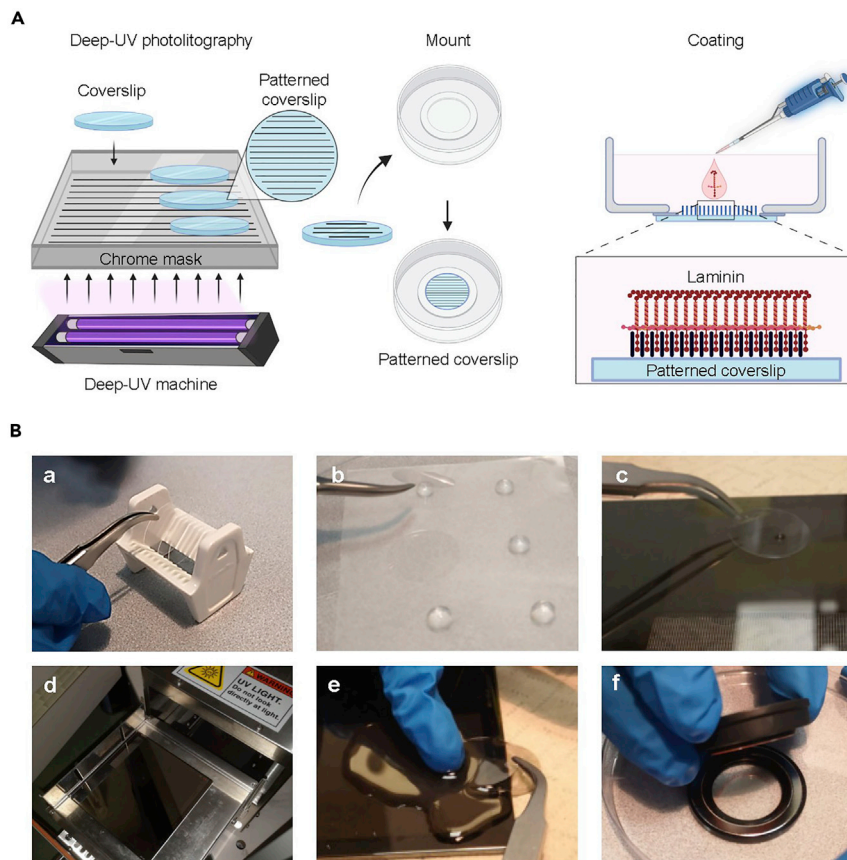 A
Deep-UV photolitography
Mount
Coating
Coverslip
Patterned
coverslip
Chrome mask
Deep-UV machine
Patterned coverslip
Laminin
Patterned coverslip
B
a
b
c
d
WARNING
UV LIGHT.
Do not look
directly at light.
e
f